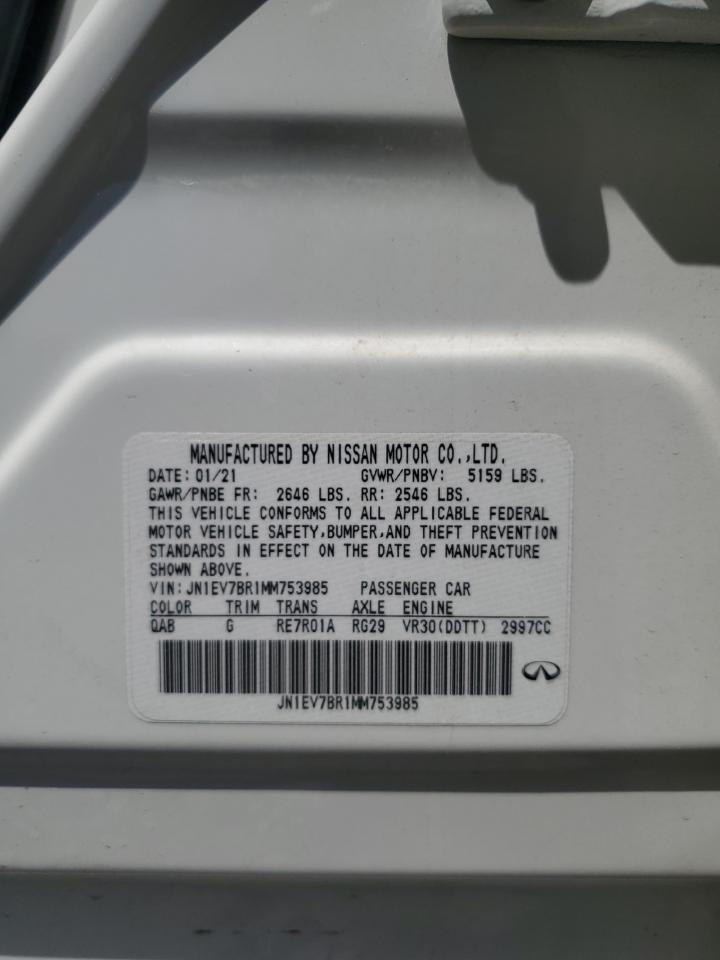 MANUFACTURED BY NISSAN MOTOR CO.,LTD.
DATE: 01/21 GVWR/PNBV: 5159 LBS.
GAWR/PNBE FR: 2646 LBS. RR: 2546 LBS.
THIS VEHICLE CONFORMS TO ALL APPLICABLE FEDERAL
MOTOR VEHICLE SAFETY,BUMPER,AND THEFT PREVENTION
STANDARDS IN EFFECT ON THE DATE OF MANUFACTURE
SHOWN ABOVE.
VIN: JN1EV7BR1MM753985 PASSENGER CAR
COLOR TRIM TRANS AXLE ENGINE
QAB G RE7R01A RG29 VR30(DDTT) 2997CC
JN1EV7BR1MM753985